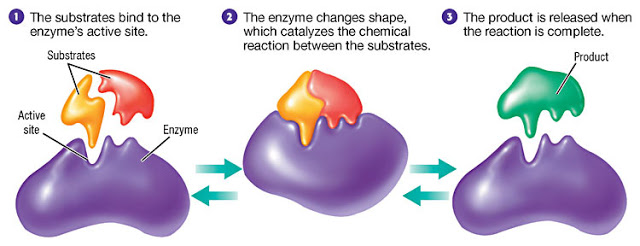 1 The substrates bind to the
enzyme's active site.
Substrates
Active
site
Enzyme
2 The enzyme changes shape,
which catalyzes the chemical
reaction between the substrates.
3 The product is released when
the reaction is complete.
Product